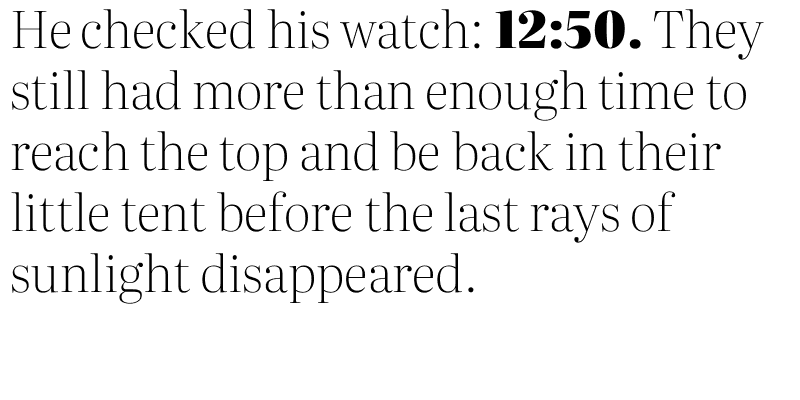 He checked his watch: 12:50. They
still had more than enough time to
reach the top and be back in their
little tent before the last rays of
sunlight disappeared.